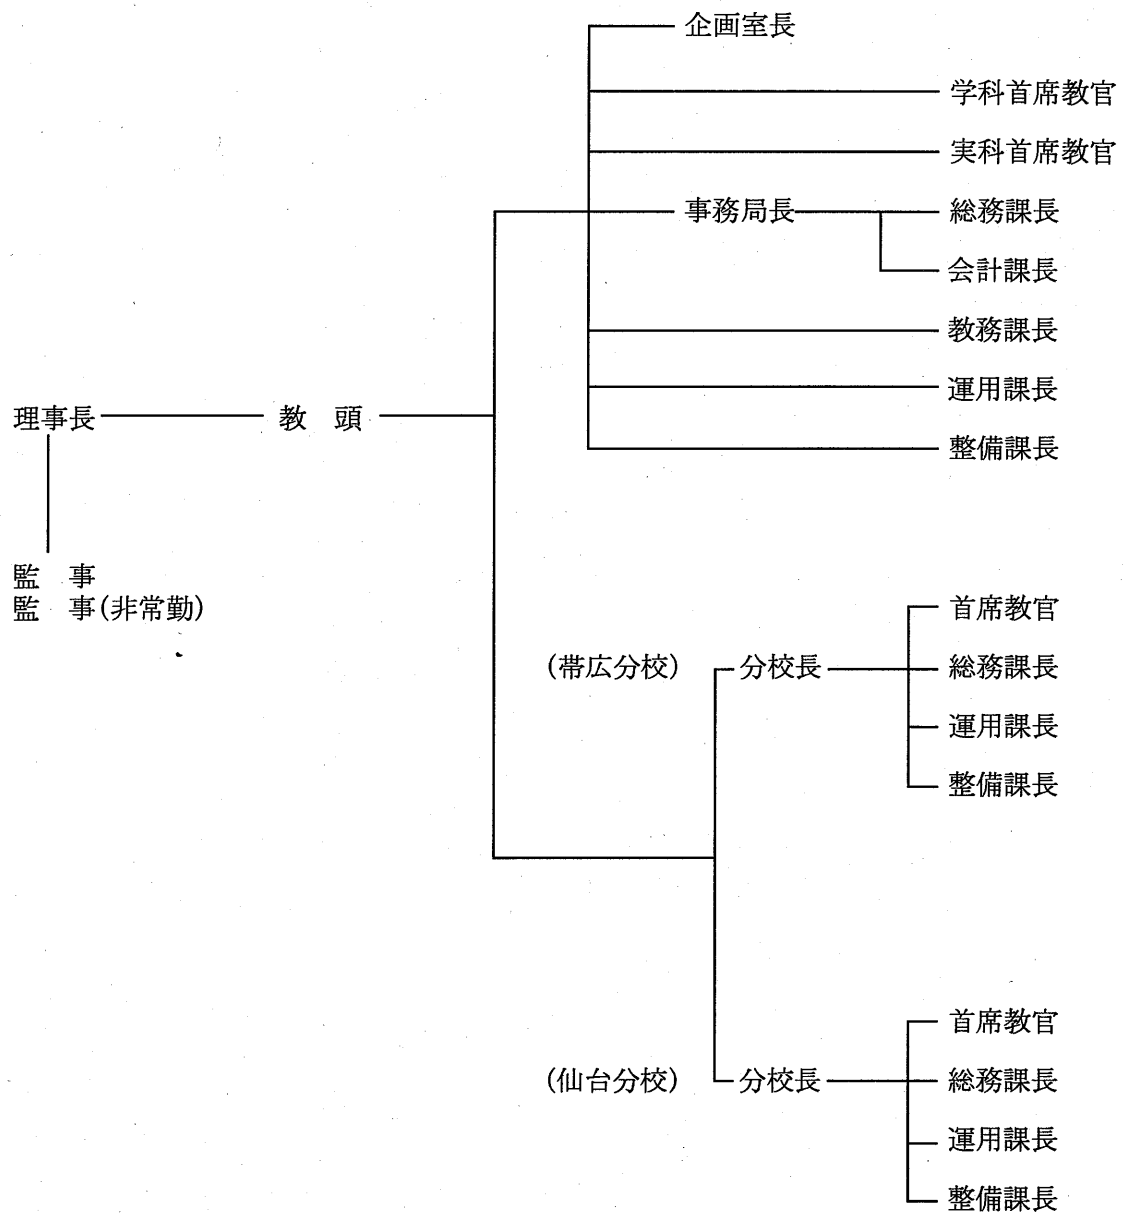 企画室長
学科首席教官
実科首席教官
事務局長 総務課長
会計課長
教務課長
運用課長
理事長 教 頭
整備課長
監 事
監 事(非常勤)
首席教官
(帯広分校) 分校長 総務課長
運用課長
整備課長
首席教官
(仙台分校) 分校長 総務課長
運用課長
整備課長